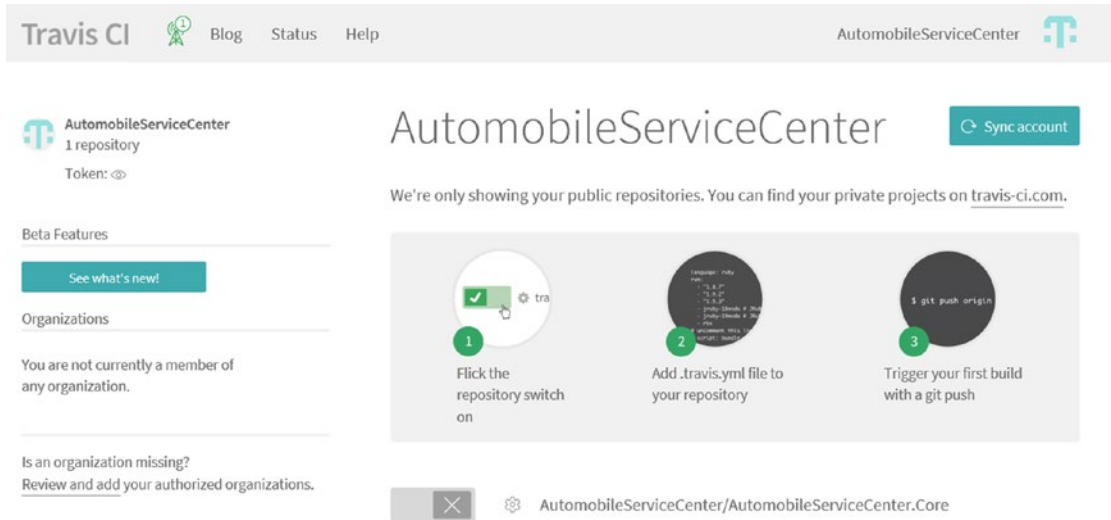 Travis CI 1 Blog Status Help AutomobileServiceCenter
AutomobileServiceCenter
1 repository
Token:
Beta Features
See what's new!
Organizations
You are not currently a member of
any organization.
Is an organization missing?
Review and add your authorized organizations.
AutomobileServiceCenter
Sync account
We're only showing your public repositories. You can find your private projects on travis-ci.com.
tra
1
Flick the
repository switch
on
language: ruby
2
Add .travis.yml file to
your repository
$ git push origin
3
Trigger your first build
with a git push
AutomobileServiceCenter/AutomobileServiceCenter.Core